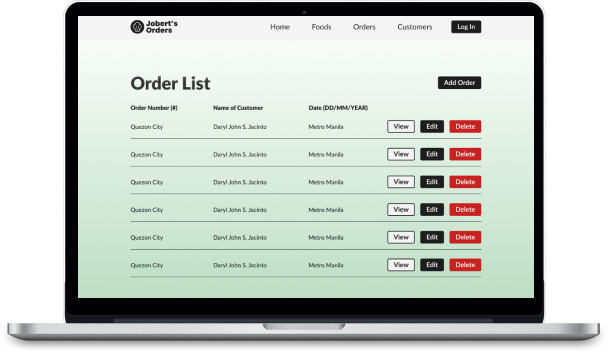 Jobert's
Orders
Home Foods Orders Customers Log In
Order List
Add Order
Order Number (#) Name of Customer Date (DD/MM/YEAR)
Quezon City Daryl John S. Jacinto Metro Manila View Edit Delete
Quezon City Daryl John S. Jacinto Metro Manila View Edit Delete
Quezon City Daryl John S. Jacinto Metro Manila View Edit Delete
Quezon City Daryl John S. Jacinto Metro Manila View Edit Delete
Quezon City Daryl John S. Jacinto Metro Manila View Edit Delete
Quezon City Daryl John S. Jacinto Metro Manila View Edit Delete